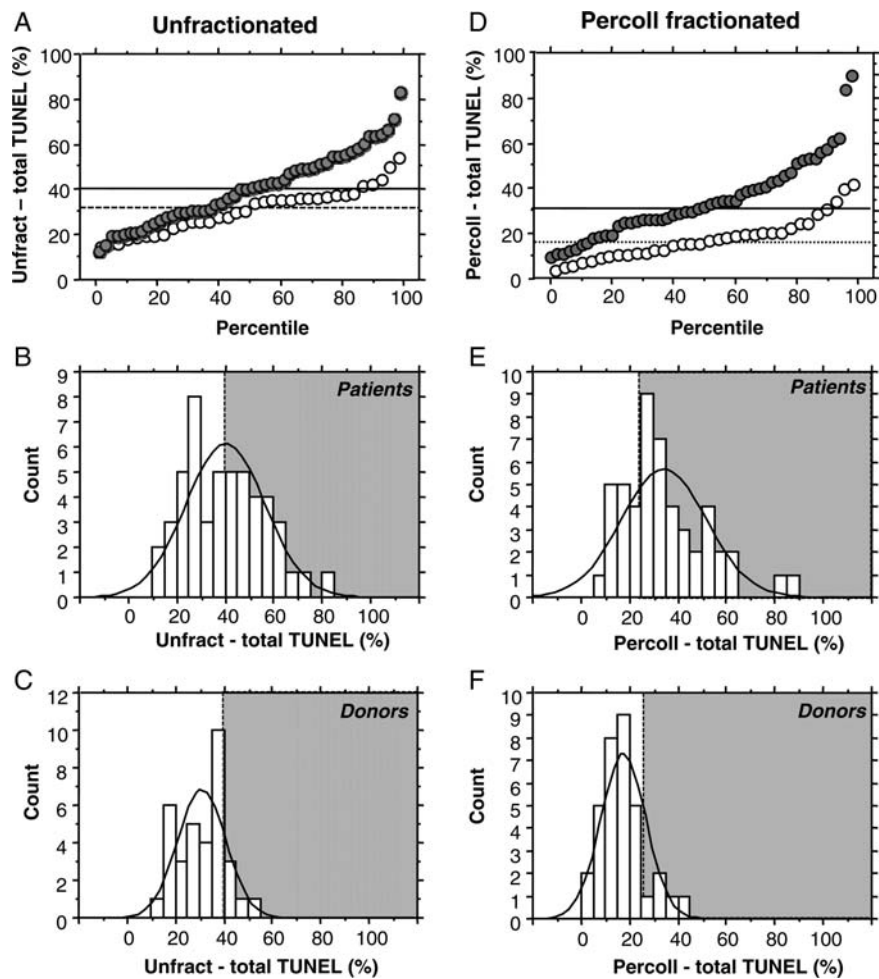 A
Unfractionated
Unfract – total TUNEL (%)
100
80
60
40
20
0
0 20 40 60 80 100
Percentile
D
Percoll fractionated
Percoll - total TUNEL (%)
100
80
60
40
20
0
0 20 40 60 80 100
Percentile
B
Patients
Count
9
8
7
6
5
4
3
2
1
0
0 20 40 60 80 100
Unfract - total TUNEL (%)
E
Patients
Count
10
9
8
7
6
5
4
3
2
1
0
0 20 40 60 80 100
Percoll - total TUNEL (%)
C
Donors
Count
12
10
8
6
4
2
0
0 20 40 60 80 100
Unfract - total TUNEL (%)
F
Donors
Count
10
9
8
7
6
5
4
3
2
1
0
0 20 40 60 80 100
Percoll - total TUNEL (%)